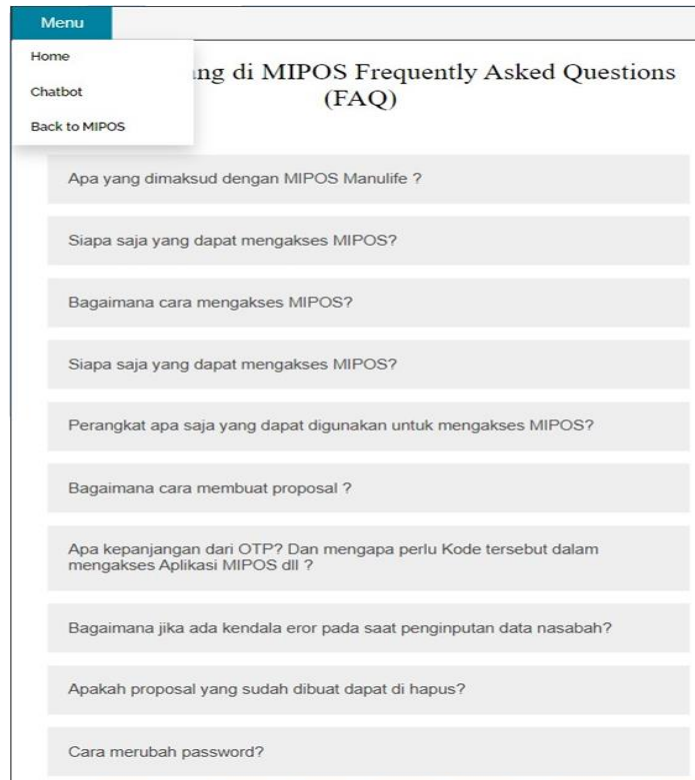 Menu
Home
Chatbot
Back to MIPOS
ng di MIPOS Frequently Asked Questions
(FAQ)
Apa yang dimaksud dengan MIPOS Manulife ?
Siapa saja yang dapat mengakses MIPOS?
Bagaimana cara mengakses MIPOS?
Siapa saja yang dapat mengakses MIPOS?
Perangkat apa saja yang dapat digunakan untuk mengakses MIPOS?
Bagaimana cara membuat proposal ?
Apa kepanjangan dari OTP? Dan mengapa perlu Kode tersebut dalam
mengakses Aplikasi MIPOS dll ?
Bagaimana jika ada kendala eror pada saat penginputan data nasabah?
Apakah proposal yang sudah dibuat dapat di hapus?
Cara merubah password?